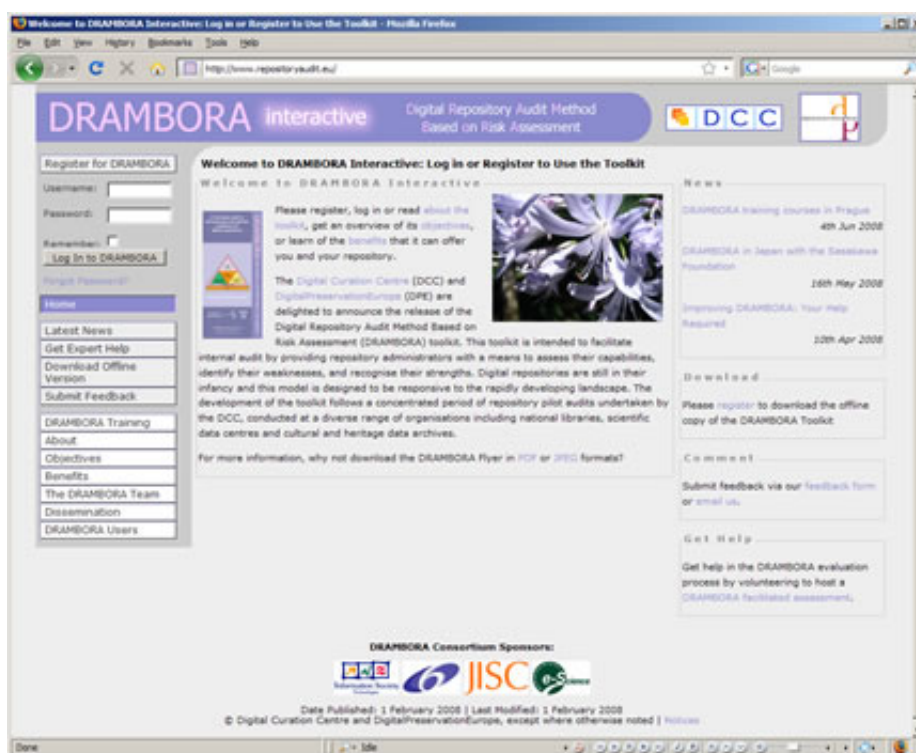 Welcome to DRAMBORA Interactive: Log in or Register to Use the Toolkit - Mozilla Firefox
File Edit View History Bookmarks Tools Help
http://www.repositoryaudit.eu/
Google
DRAMBORA interactive
Digital Repository Audit Method
Based on Risk Assessment
DCC
Register for DRAMBORA
Username:
Password:
Remember:
Log In to DRAMBORA
Forgot Password?
Home
Latest News
Get Expert Help
Download Offline
Version
Submit Feedback
DRAMBORA Training
About
Objectives
Benefits
The DRAMBORA Team
Dissemination
DRAMBORA Users
Welcome to DRAMBORA Interactive: Log in or Register to Use the Toolkit
Welcome to DRAMBORA Interactive
Please register, log in or read about the
toolkit, get an overview of its objectives,
or learn of the benefits that it can offer
you and your repository.
The Digital Curation Centre (DCC) and
DigitalPreservationEurope (DPE) are
delighted to announce the release of the
Digital Repository Audit Method Based on
Risk Assessment (DRAMBORA) toolkit. This toolkit is intended to facilitate
internal audit by providing repository administrators with a means to assess their capabilities,
identify their weaknesses, and recognise their strengths. Digital repositories are still in their
infancy and this model is designed to be responsive to the rapidly developing landscape. The
development of the toolkit follows a concentrated period of repository pilot audits undertaken by
the DCC, conducted at a diverse range of organisations including national libraries, scientific
data centres and cultural and heritage data archives.
For more information, why not download the DRAMBORA Flyer in PDF or JPEG formats?
News
DRAMBORA training courses in Prague
4th Jun 2008
DRAMBORA in Japan with the Sasakawa
Foundation
16th May 2008
Improving DRAMBORA: Your Help
Required
10th Apr 2008
Download
Please register to download the offline
copy of the DRAMBORA Toolkit
Comment
Submit feedback via our feedback form
or email us.
Get Help
Get help in the DRAMBORA evaluation
process by volunteering to host a
DRAMBORA facilitated assessment.
DRAMBORA Consortium Sponsors:
Information Society
Technologies
6
JISC
e-Science
Date Published: 1 February 2008 | Last Modified: 1 February 2008
© Digital Curation Centre and DigitalPreservationEurope, except where otherwise noted | Notices
Done
Idle